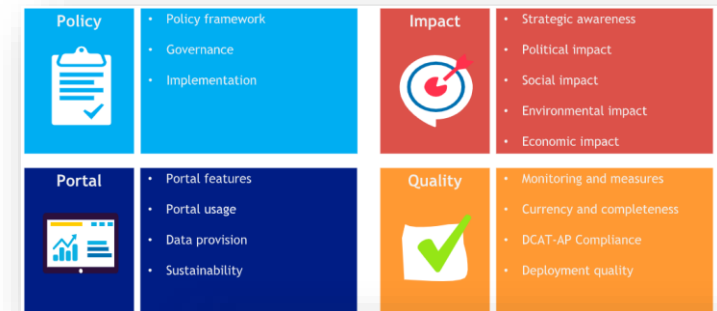 Policy
• Policy framework
• Governance
• Implementation
Impact
• Strategic awareness
• Political impact
• Social impact
• Environmental impact
• Economic impact
Portal
• Portal features
• Portal usage
• Data provision
• Sustainability
Quality
• Monitoring and measures
• Currency and completeness
• DCAT-AP Compliance
• Deployment quality